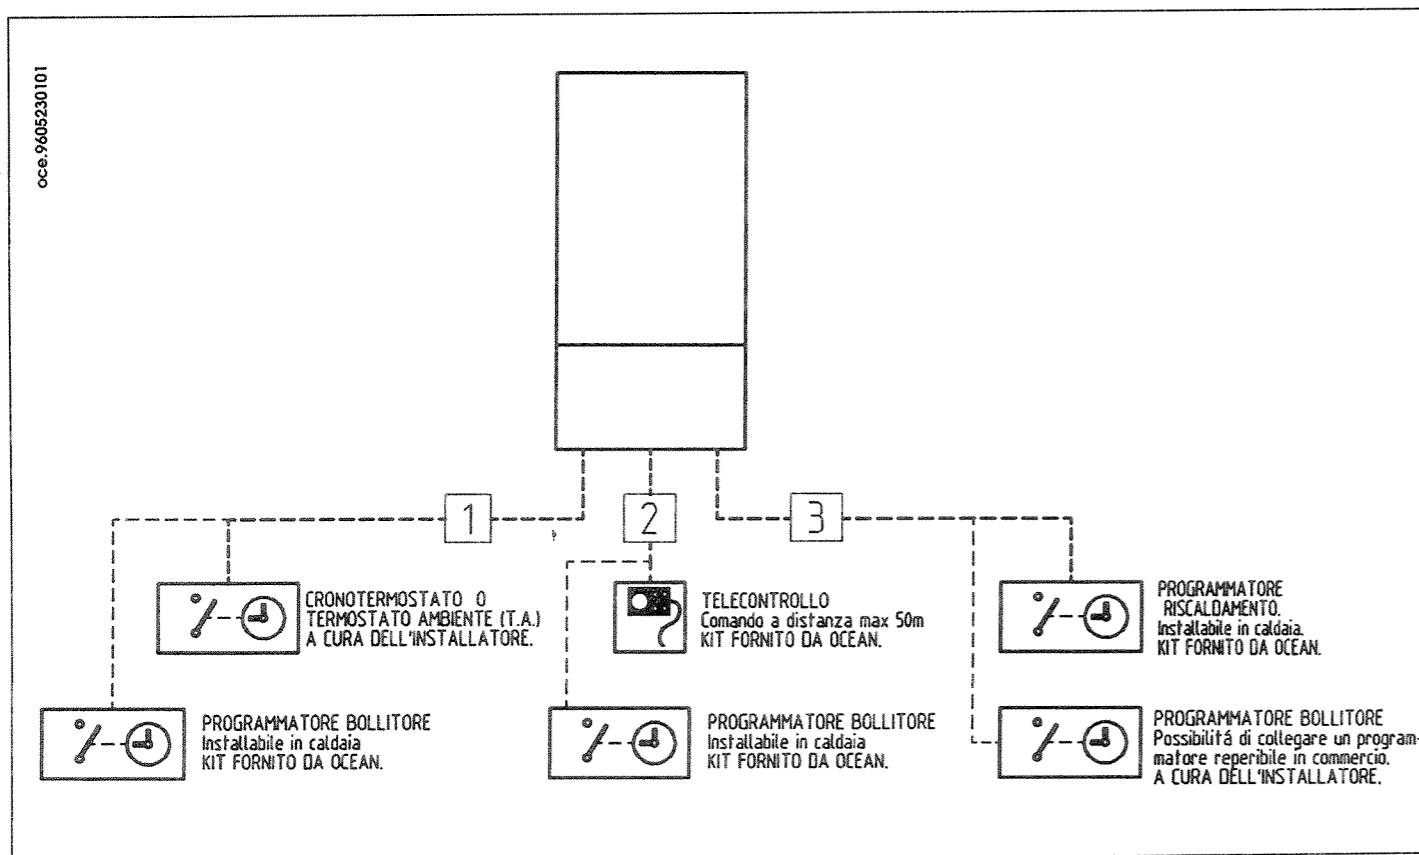 oce.9605230101
1
2
3
CRONOTERMOSTATO O
TERMOSTATO AMBIENTE (T.A.)
A CURA DELL'INSTALLATORE.
TELECONTROLLO
Comando a distanza max 50m
KIT FORNITO DA OCEAN.
PROGRAMMATORE
RISCALDAMENTO.
Installabile in caldaia.
KIT FORNITO DA OCEAN.
PROGRAMMATORE BOLLITORE
Installabile in caldaia
KIT FORNITO DA OCEAN.
PROGRAMMATORE BOLLITORE
Installabile in caldaia
KIT FORNITO DA OCEAN.
PROGRAMMATORE BOLLITORE
Possibilitá di collegare un program-
matore reperibile in commercio.
A CURA DELL'INSTALLATORE.